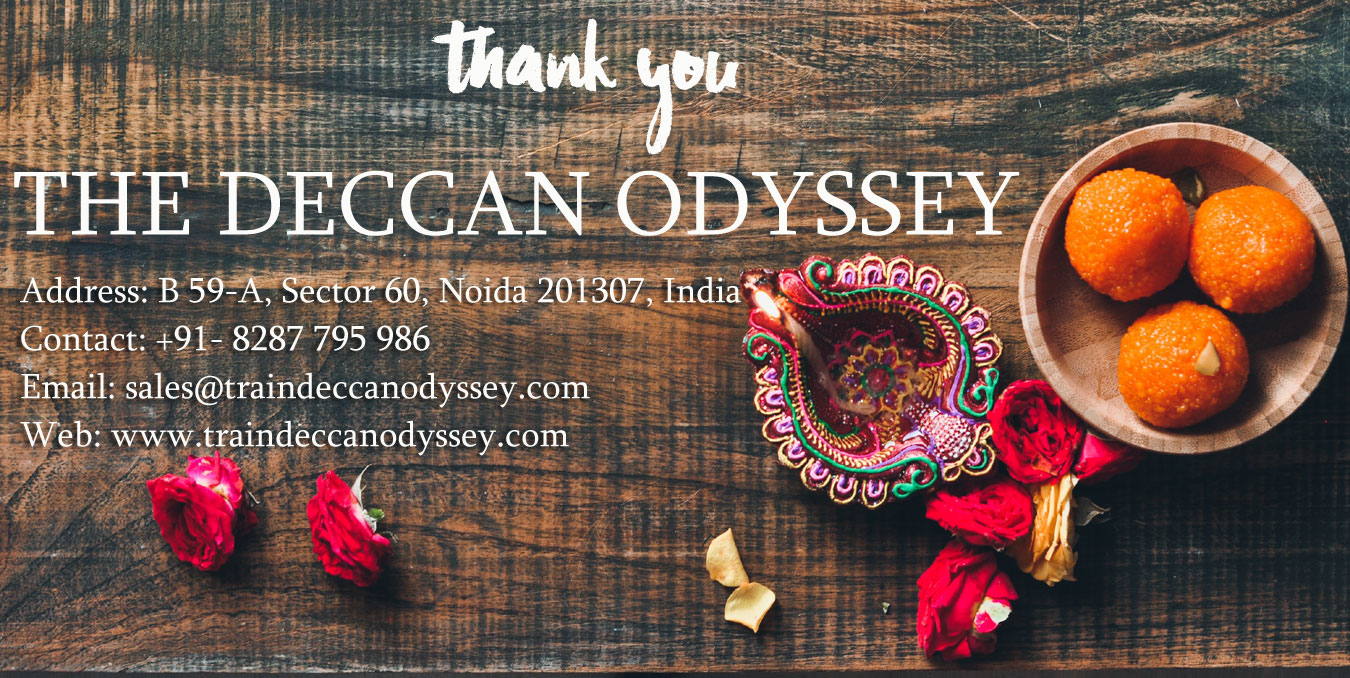 thank you
THE DECCAN ODYSSEY
Address: B 59-A, Sector 60, Noida 201307, India
Contact: +91- 8287 795 986
Email: sales@traindeccanodyssey.com
Web: www.traindeccanodyssey.com